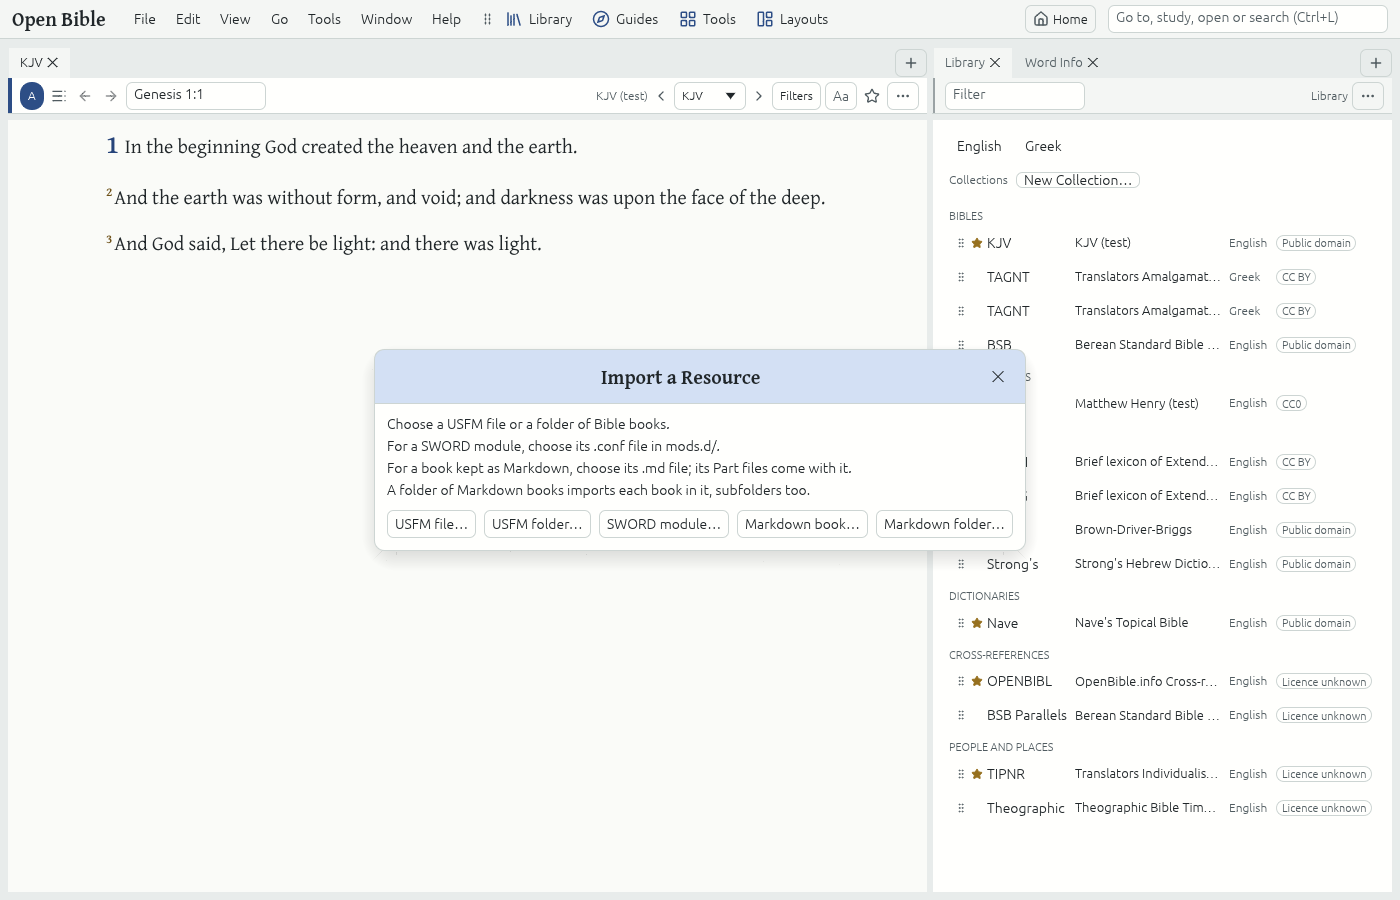 Open Bible
File Edit View Go Tools Window Help Library Guides Tools Layouts Home Go to, study, open or search (Ctrl+L)
KJV
Library Word Info
A Genesis 1:1 KJV (test) KJV Filters Aa
Filter Library
1 In the beginning God created the heaven and the earth.
2 And the earth was without form, and void; and darkness was upon the face of the deep.
3 And God said, Let there be light: and there was light.
English Greek
Collections New Collection...
BIBLES
KJV KJV (test) English Public domain
TAGNT Translators Amalgamat... Greek CC BY
TAGNT Translators Amalgamat... Greek CC BY
BSB Berean Standard Bible ... English Public domain
Matthew Henry (test) English CC0
Brief lexicon of Extend... English CC BY
Brief lexicon of Extend... English CC BY
Brown-Driver-Briggs English Public domain
Strong's Strong's Hebrew Dictio... English Public domain
DICTIONARIES
Nave Nave's Topical Bible English Public domain
CROSS-REFERENCES
OPENBIBL OpenBible.info Cross-r... English Licence unknown
BSB Parallels Berean Standard Bible ... English Licence unknown
PEOPLE AND PLACES
TIPNR Translators Individualis... English Licence unknown
Theographic Theographic Bible Tim... English Licence unknown
Import a Resource
Choose a USFM file or a folder of Bible books.
For a SWORD module, choose its .conf file in mods.d/.
For a book kept as Markdown, choose its .md file; its Part files come with it.
A folder of Markdown books imports each book in it, subfolders too.
USFM file... USFM folder... SWORD module... Markdown book... Markdown folder...